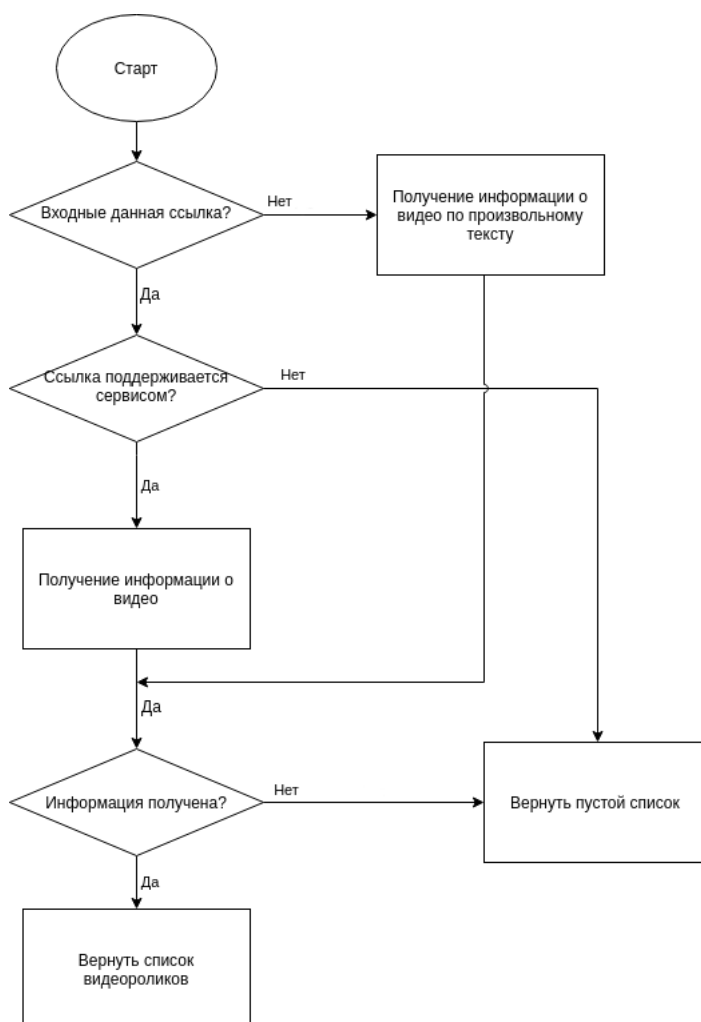 Старт
Входные данная ссылка?
Нет
Получение информации о
видео по произвольному
тексту
Да
Ссылка поддерживается
сервисом?
Нет
Да
Получение информации о
видео
Да
Информация получена?
Нет
Вернуть пустой список
Да
Вернуть список
видеороликов